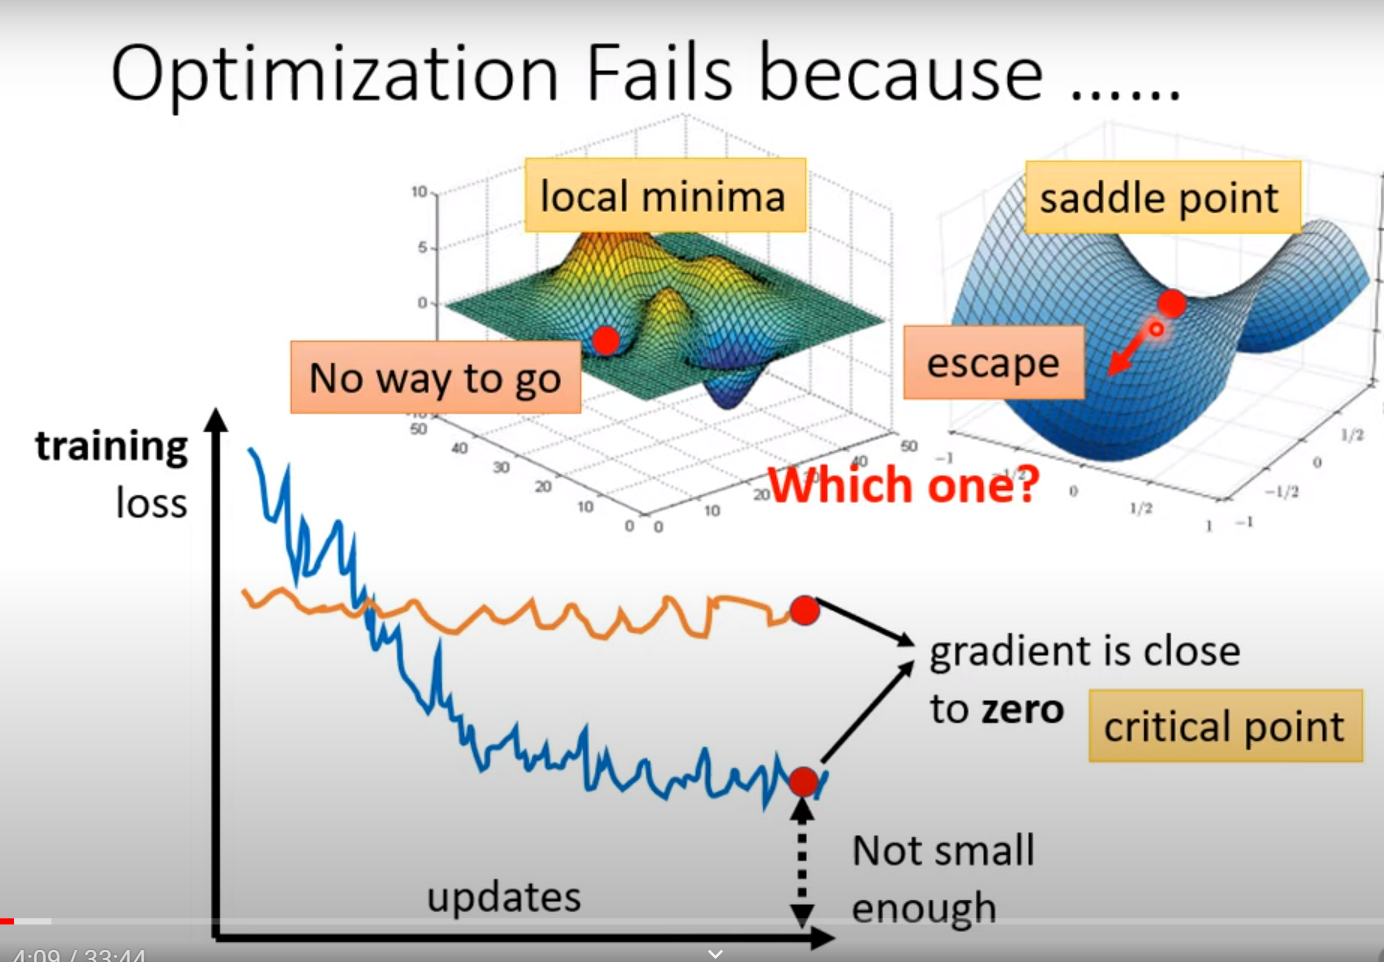 Optimization Fails because ……
local minima
saddle point
10
5
0
No way to go
escape
50
40
30
20
10
0
0
10
20
40
50
Which one?
-1
-1/2
0
1/2
1
-1
-1/2
0
1/2
training
loss
gradient is close
to zero
critical point
Not small
enough
updates
4:09 / 33:44